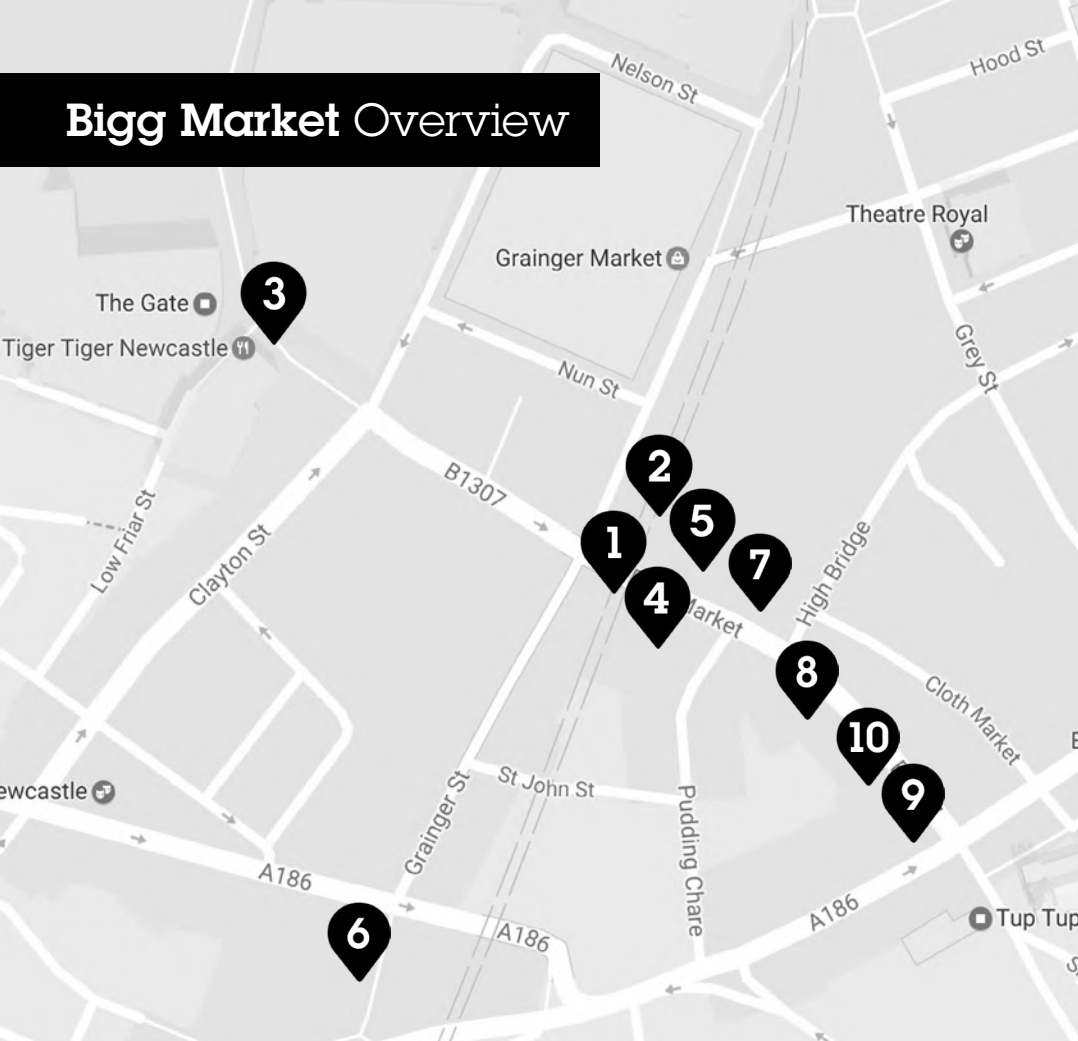 Bigg Market Overview
Nelson St
Hood St
Theatre Royal
Grainger Market
The Gate
3
Tiger Tiger Newcastle
Nun St
Grey St
B1307
2
5
1
7
4
Market
Low Friar St
Clayton St
High Bridge
8
Cloth Market
10
9
ewcastle
St John St
Grainger St
Pudding Chare
A186
A186
A186
6
Tup Tup